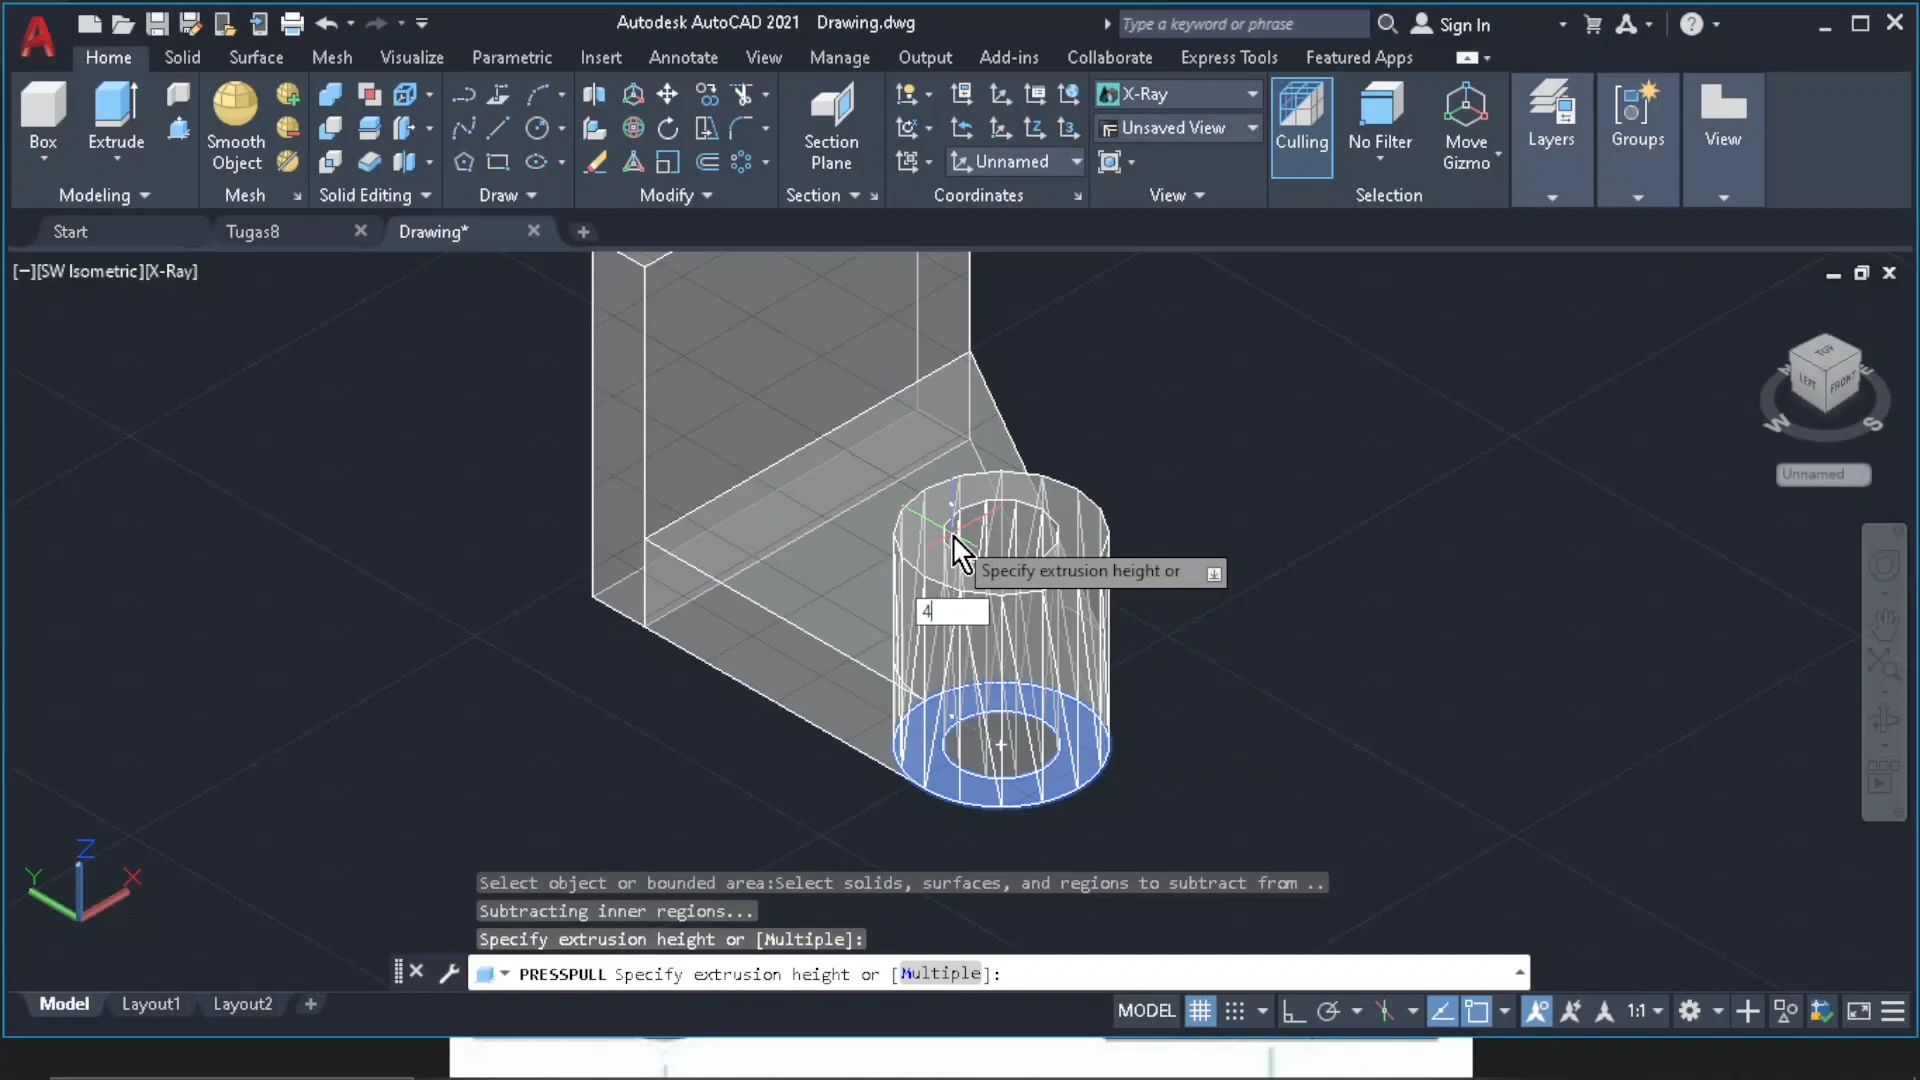 Autodesk AutoCAD 2021 Drawing.dwg
Type a keyword or phrase
Sign In
Home Solid Surface Mesh Visualize Parametric Insert Annotate View Manage Output Add-ins Collaborate Express Tools Featured Apps
X-Ray
Unsaved View
Unnamed
Box
Extrude
Smooth Object
Section Plane
Culling
No Filter
Move Gizmo
Layers
Groups
View
Modeling Mesh Solid Editing Draw Modify Section Coordinates View Selection
Start Tugas8 Drawing*
[−][SW Isometric][X-Ray]
TOP
LEFT FRONT
W S
Unnamed
Specify extrusion height or
4
Z
Y X
Select object or bounded area:Select solids, surfaces, and regions to subtract from ..
Subtracting inner regions...
Specify extrusion height or [Multiple]:
PRESSPULL Specify extrusion height or [Multiple]:
Model Layout1 Layout2
MODEL 1:1